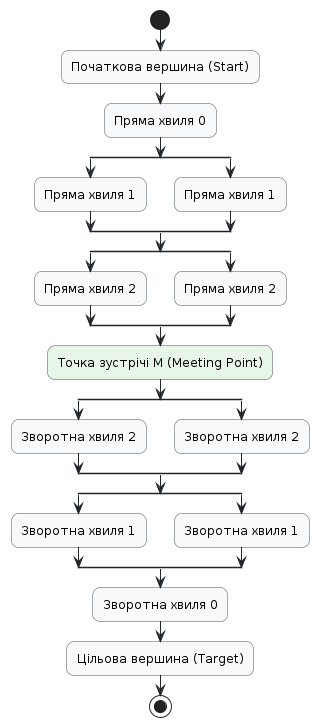 Початкова вершина (Start)
Пряма хвиля 0
Пряма хвиля 1
Пряма хвиля 1
Пряма хвиля 2
Пряма хвиля 2
Точка зустрічі M (Meeting Point)
Зворотна хвиля 2
Зворотна хвиля 2
Зворотна хвиля 1
Зворотна хвиля 1
Зворотна хвиля 0
Цільова вершина (Target)